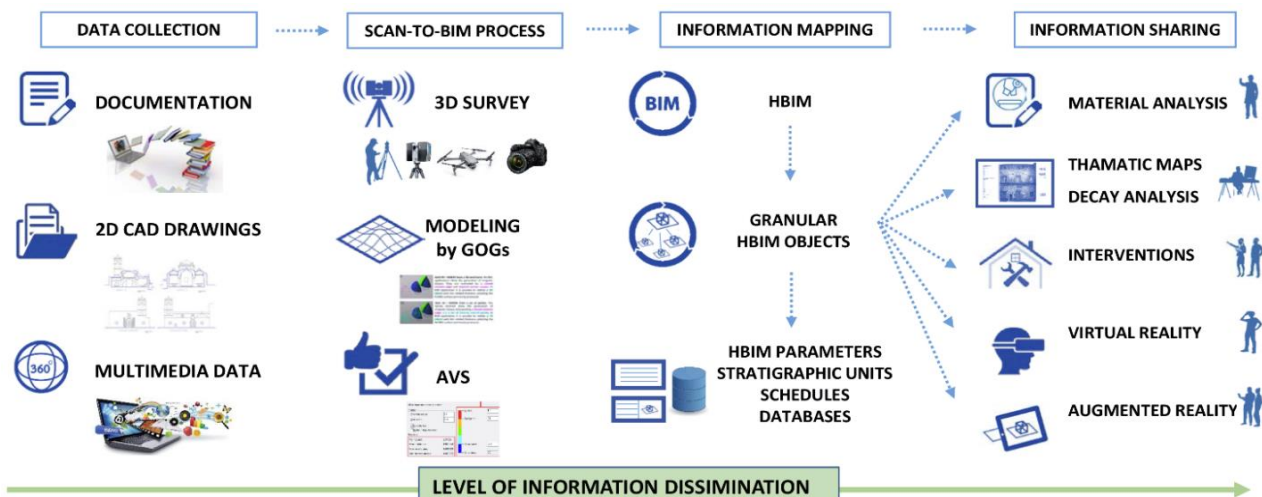 DATA COLLECTION
SCAN-TO-BIM PROCESS
INFORMATION MAPPING
INFORMATION SHARING
DOCUMENTATION
2D CAD DRAWINGS
360°
MULTIMEDIA DATA
3D SURVEY
MODELING
by GOGs
AVS
BIM
HBIM
GRANULAR
HBIM OBJECTS
HBIM PARAMETERS
STRATIGRAPHIC UNITS
SCHEDULES
DATABASES
MATERIAL ANALYSIS
THAMATIC MAPS
DECAY ANALYSIS
INTERVENTIONS
VIRTUAL REALITY
AUGMENTED REALITY
LEVEL OF INFORMATION DISSIMINATION